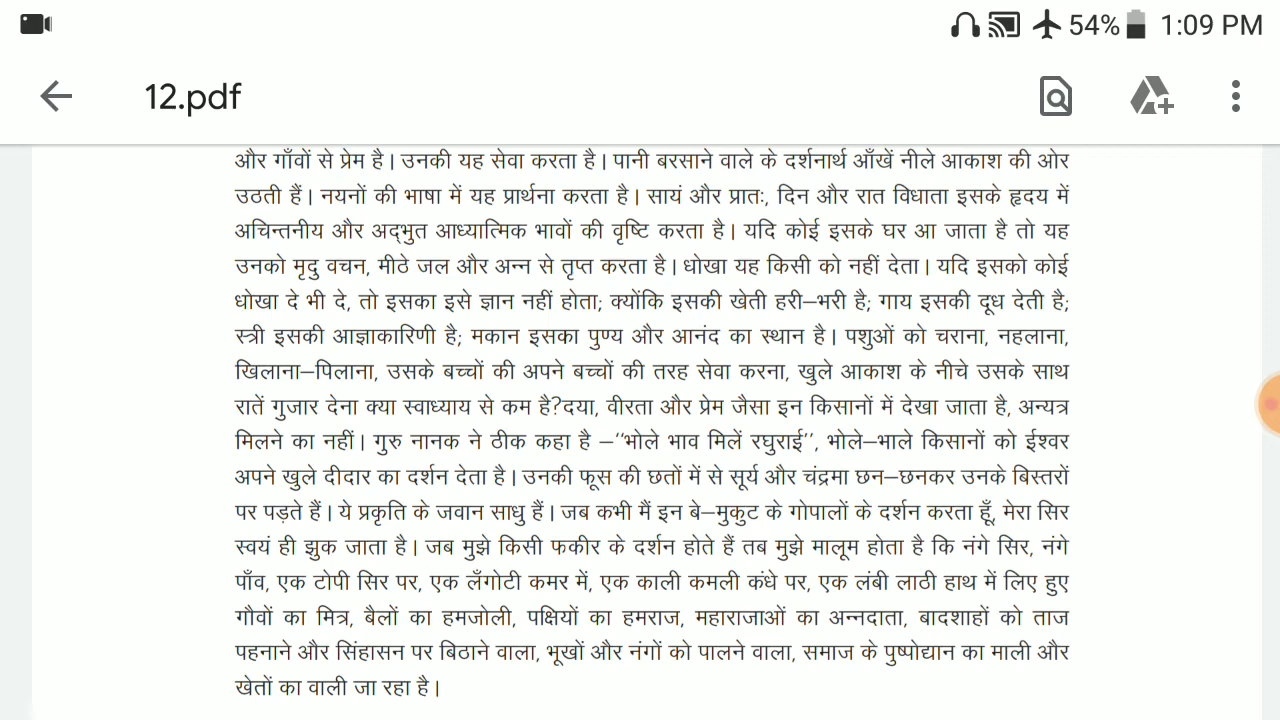 54% 1:09 PM
12.pdf
और गाँवों से प्रेम है। उनकी यह सेवा करता है। पानी बरसाने वाले के दर्शनार्थ आँखें नीले आकाश की ओर
उठती हैं। नयनों की भाषा में यह प्रार्थना करता है। सायं और प्रातः, दिन और रात विधाता इसके हृदय में
अचिन्तनीय और अद्‌भुत आध्यात्मिक भावों की वृष्टि करता है। यदि कोई इसके घर आ जाता है तो यह
उनको मृदु वचन, मीठे जल और अन्न से तृप्त करता है। धोखा यह किसी को नहीं देता। यदि इसको कोई
धोखा दे भी दे, तो इसका इसे ज्ञान नहीं होता; क्योंकि इसकी खेती हरी–भरी है; गाय इसकी दूध देती है;
स्त्री इसकी आज्ञाकारिणी है; मकान इसका पुण्य और आनंद का स्थान है। पशुओं को चराना, नहलाना,
खिलाना–पिलाना, उसके बच्चों की अपने बच्चों की तरह सेवा करना, खुले आकाश के नीचे उसके साथ
रातें गुजार देना क्या स्वाध्याय से कम है?दया, वीरता और प्रेम जैसा इन किसानों में देखा जाता है, अन्यत्र
मिलने का नहीं। गुरु नानक ने ठीक कहा है –''भोले भाव मिलें रघुराई'', भोले–भाले किसानों को ईश्वर
अपने खुले दीदार का दर्शन देता है। उनकी फूस की छतों में से सूर्य और चंद्रमा छन–छनकर उनके बिस्तरों
पर पड़ते हैं। ये प्रकृति के जवान साधु हैं। जब कभी मैं इन बे–मुकुट के गोपालों के दर्शन करता हूँ, मेरा सिर
स्वयं ही झुक जाता है। जब मुझे किसी फकीर के दर्शन होते हैं तब मुझे मालूम होता है कि नंगे सिर, नंगे
पाँव, एक टोपी सिर पर, एक लँगोटी कमर में, एक काली कमली कंधे पर, एक लंबी लाठी हाथ में लिए हुए
गौवों का मित्र, बैलों का हमजोली, पक्षियों का हमराज, महाराजाओं का अन्नदाता, बादशाहों को ताज
पहनाने और सिंहासन पर बिठाने वाला, भूखों और नंगों को पालने वाला, समाज के पुष्पोद्यान का माली और
खेतों का वाली जा रहा है।